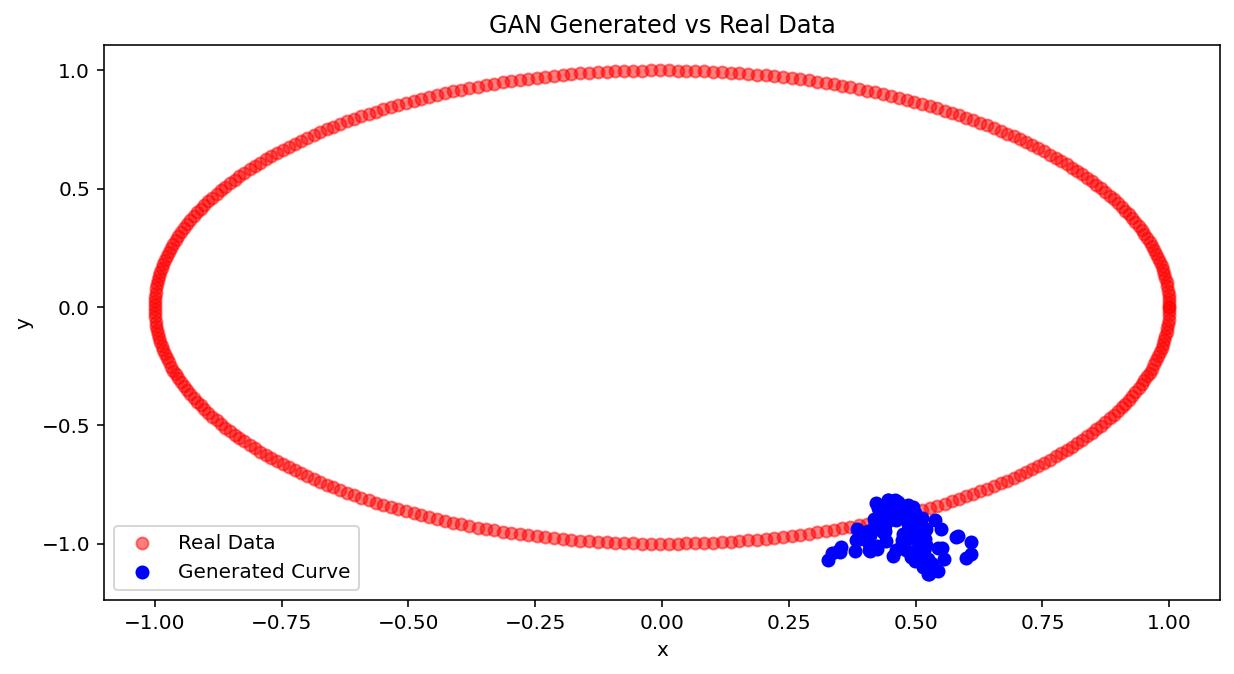 GAN Generated vs Real Data
1.0
0.5
0.0
−0.5
−1.0
y
Real Data
Generated Curve
−1.00 −0.75 −0.50 −0.25 0.00 0.25 0.50 0.75 1.00
x